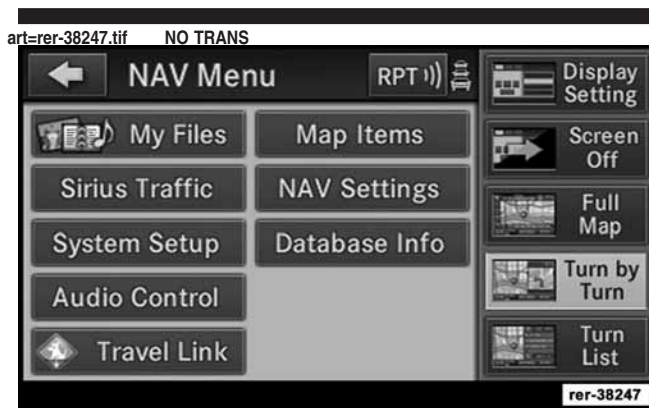 art=rer-38247.tif NO TRANS
NAV Menu
RPT
My Files
Map Items
Sirius Traffic
NAV Settings
System Setup
Database Info
Audio Control
Travel Link
Display
Setting
Screen
Off
Full
Map
Turn by
Turn
Turn
List
rer-38247